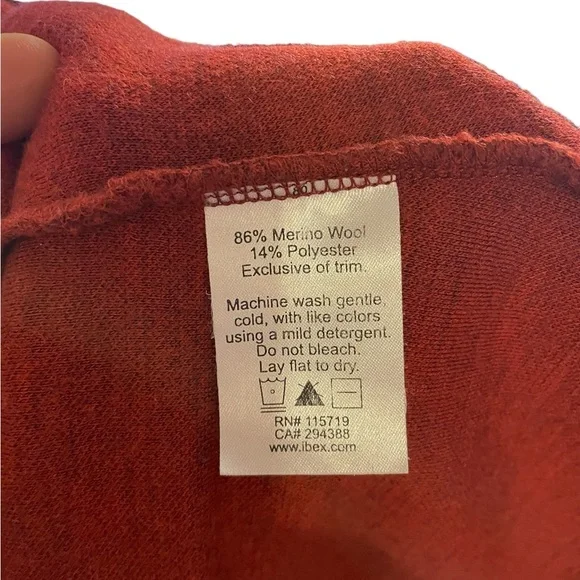 86% Merino Wool
14% Polyester
Exclusive of trim.
Machine wash gentle,
cold, with like colors
using a mild detergent.
Do not bleach.
Lay flat to dry.
RN# 115719
CA# 294388
www.ibex.com